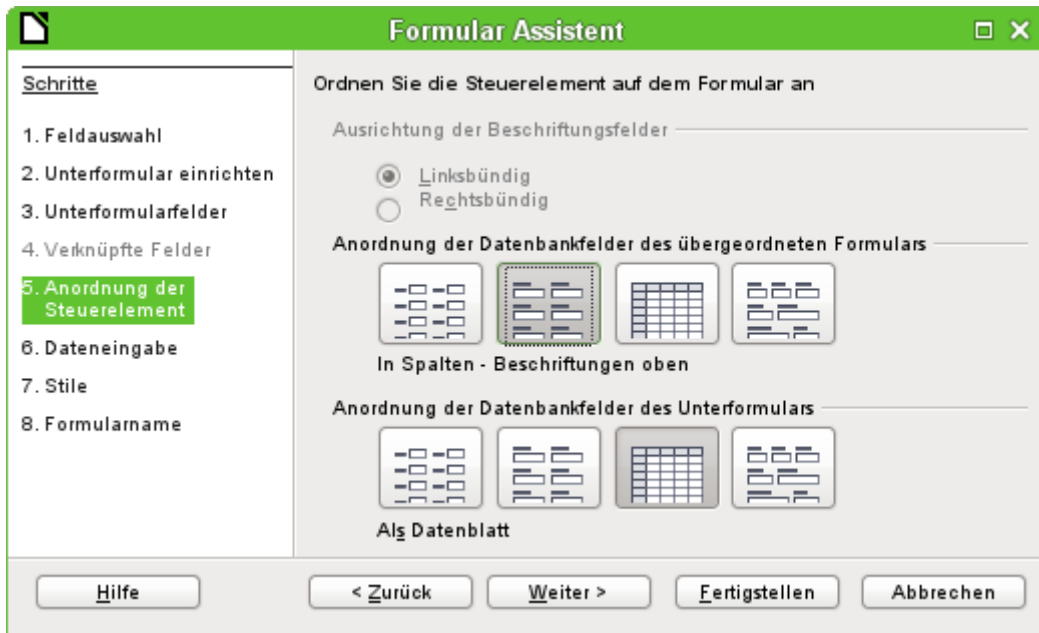 Formular Assistent
Schritte
1. Feldauswahl
2. Unterformular einrichten
3. Unterformularfelder
4. Verknüpfte Felder
5. Anordnung der
Steuerelement
6. Dateneingabe
7. Stile
8. Formularname
Ordnen Sie die Steuerelement auf dem Formular an
Ausrichtung der Beschriftungsfelder
Linksbündig
Rechtsbündig
Anordnung der Datenbankfelder des übergeordneten Formulars
In Spalten - Beschriftungen oben
Anordnung der Datenbankfelder des Unterformulars
Als Datenblatt
Hilfe
< Zurück
Weiter >
Fertigstellen
Abbrechen